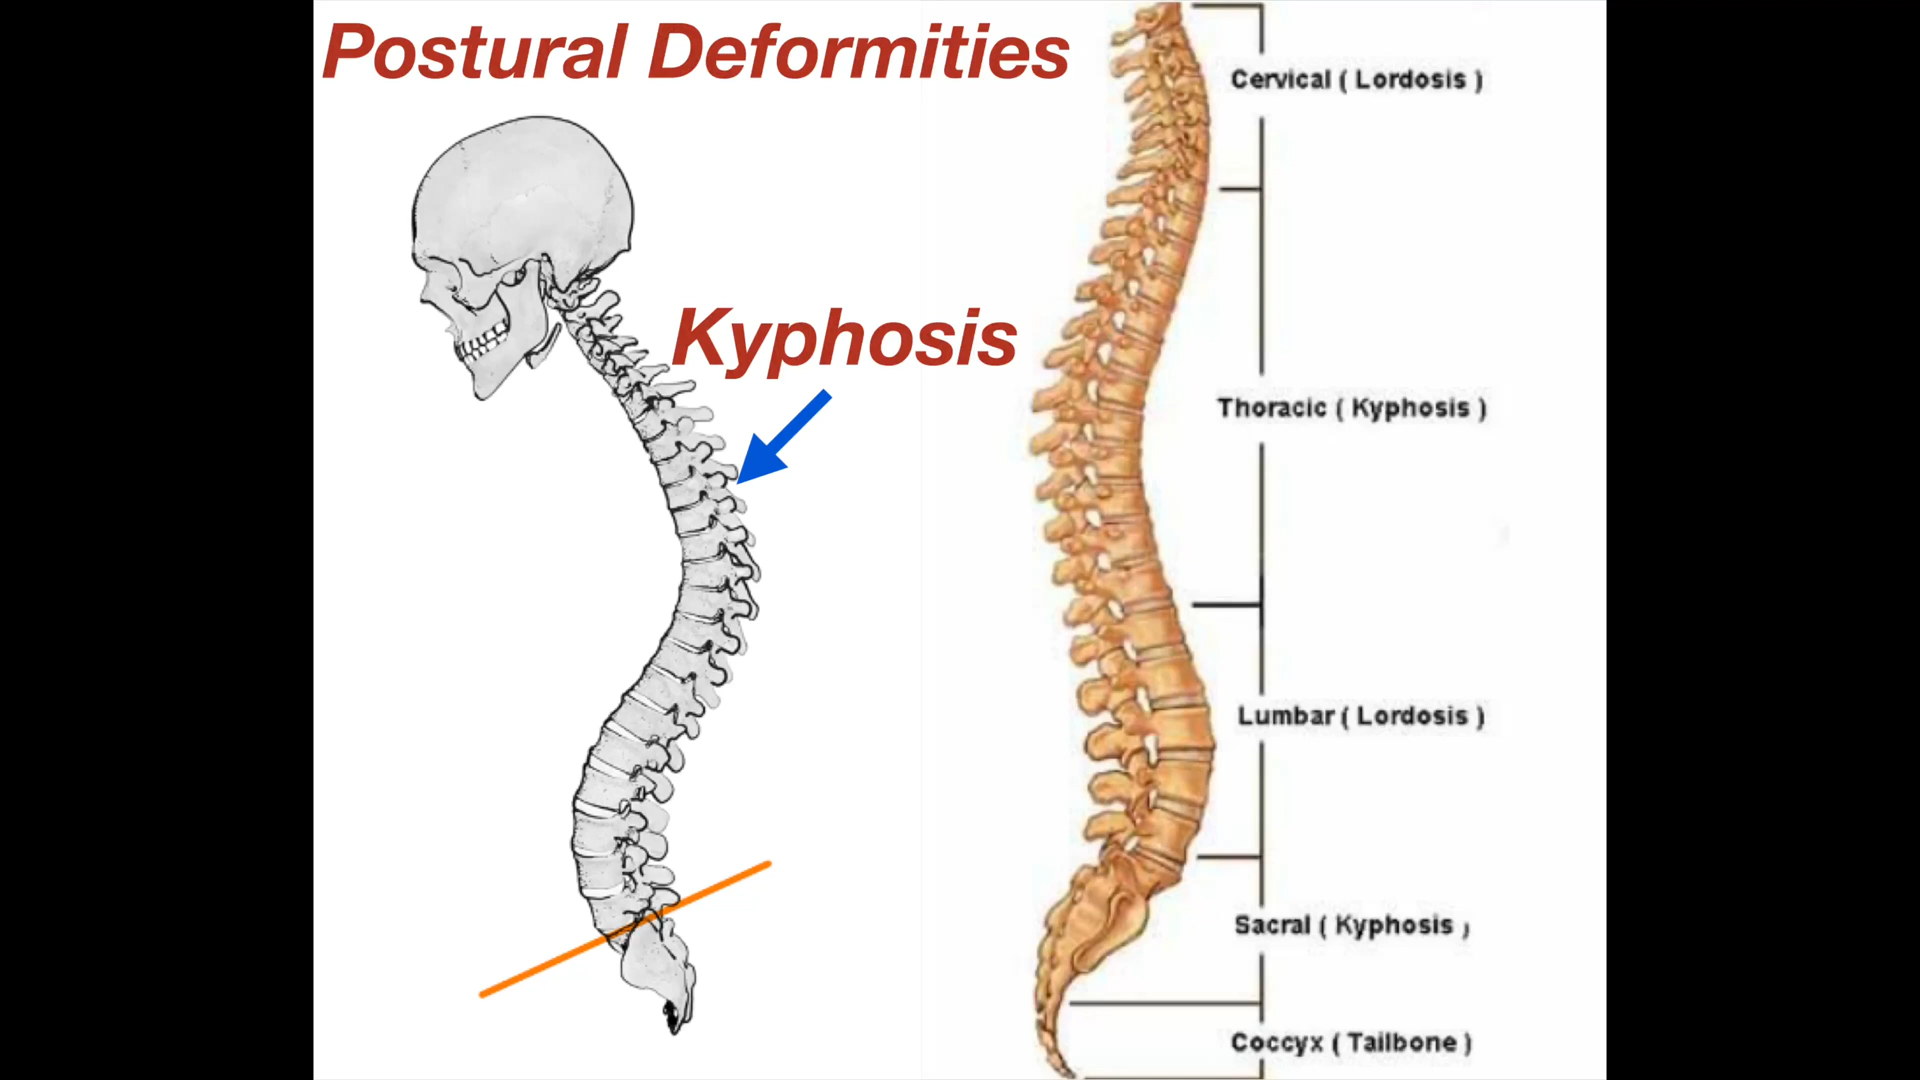 Postural Deformities
Kyphosis
Cervical ( Lordosis )
Thoracic ( Kyphosis )
Lumbar ( Lordosis )
Sacral ( Kyphosis )
Coccyx ( Tailbone )